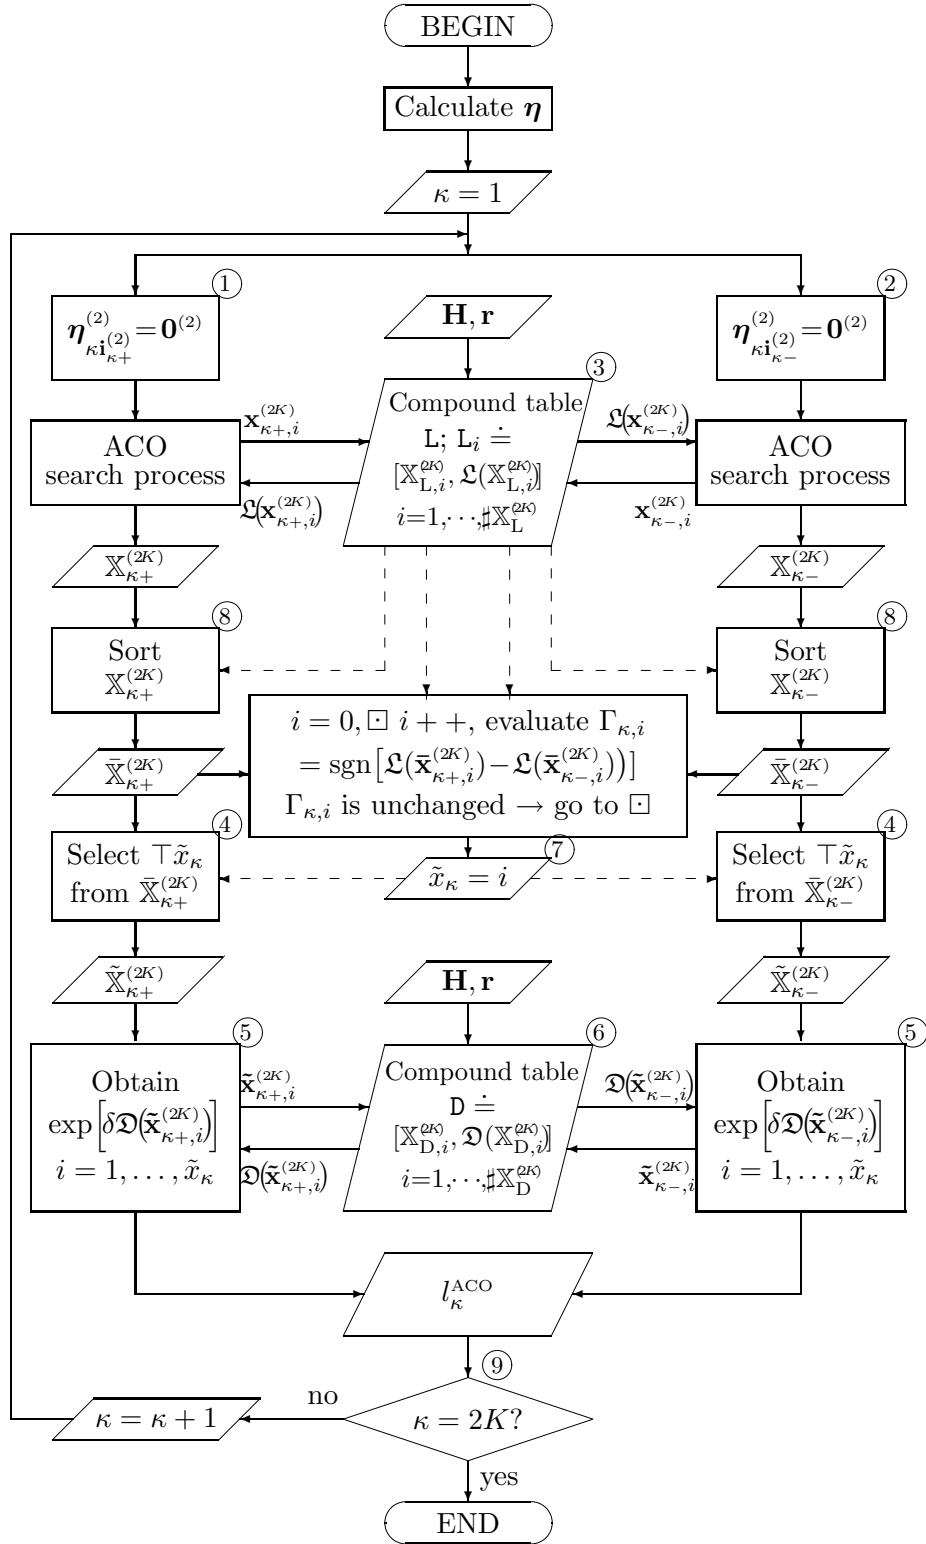 BEGIN
Calculate η
κ = 1
①
η^{(2)}_{κi^{(2)}_{κ+}} = 0^{(2)}
H, r
②
η^{(2)}_{κi^{(2)}_{κ−}} = 0^{(2)}
ACO
search process
x^{(2K)}_{κ+,i}
𝔏(x^{(2K)}_{κ+,i})
③
Compound table
L; L_i ≐
[𝕏^{(2K)}_{L,i}, 𝔏(𝕏^{(2K)}_{L,i})]
i=1,···,♯𝕏^{(2K)}_L
𝔏(x^{(2K)}_{κ−,i})
x^{(2K)}_{κ−,i}
ACO
search process
𝕏^{(2K)}_{κ+}
𝕏^{(2K)}_{κ−}
⑧
Sort
𝕏^{(2K)}_{κ+}
⑧
Sort
𝕏^{(2K)}_{κ−}
i = 0, ⊡ i + +, evaluate Γ_{κ,i}
= sgn[𝔏(x̄^{(2K)}_{κ+,i})−𝔏(x̄^{(2K)}_{κ−,i}))]
Γ_{κ,i} is unchanged → go to ⊡
𝕏̄^{(2K)}_{κ+}
𝕏̄^{(2K)}_{κ−}
④
Select ⊤x̃_κ
from 𝕏̄^{(2K)}_{κ+}
⑦
x̃_κ = i
④
Select ⊤x̃_κ
from 𝕏̄^{(2K)}_{κ−}
𝕏̃^{(2K)}_{κ+}
H, r
𝕏̃^{(2K)}_{κ−}
⑤
Obtain
exp[δ𝔇(x̃^{(2K)}_{κ+,i})]
i = 1, . . . , x̃_κ
x̃^{(2K)}_{κ+,i}
𝔇(x̃^{(2K)}_{κ+,i})
⑥
Compound table
D ≐
[𝕏^{(2K)}_{D,i}, 𝔇(𝕏^{(2K)}_{D,i})]
i=1,···,♯𝕏^{(2K)}_D
𝔇(x̃^{(2K)}_{κ−,i})
x̃^{(2K)}_{κ−,i}
⑤
Obtain
exp[δ𝔇(x̃^{(2K)}_{κ−,i})]
i = 1, . . . , x̃_κ
l^{ACO}_κ
⑨
κ = 2K?
no
κ = κ + 1
yes
END